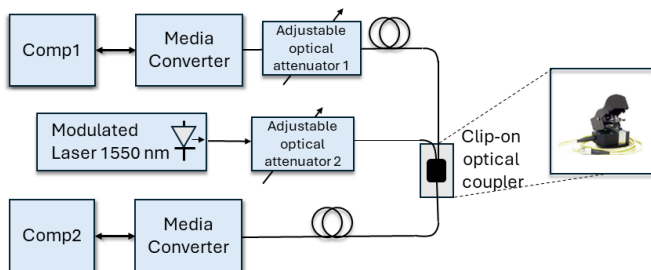 Comp1
Media
Converter
Adjustable
optical
attenuator 1
Modulated
Laser 1550 nm
Adjustable
optical
attenuator 2
Clip-on
optical
coupler
Comp2
Media
Converter